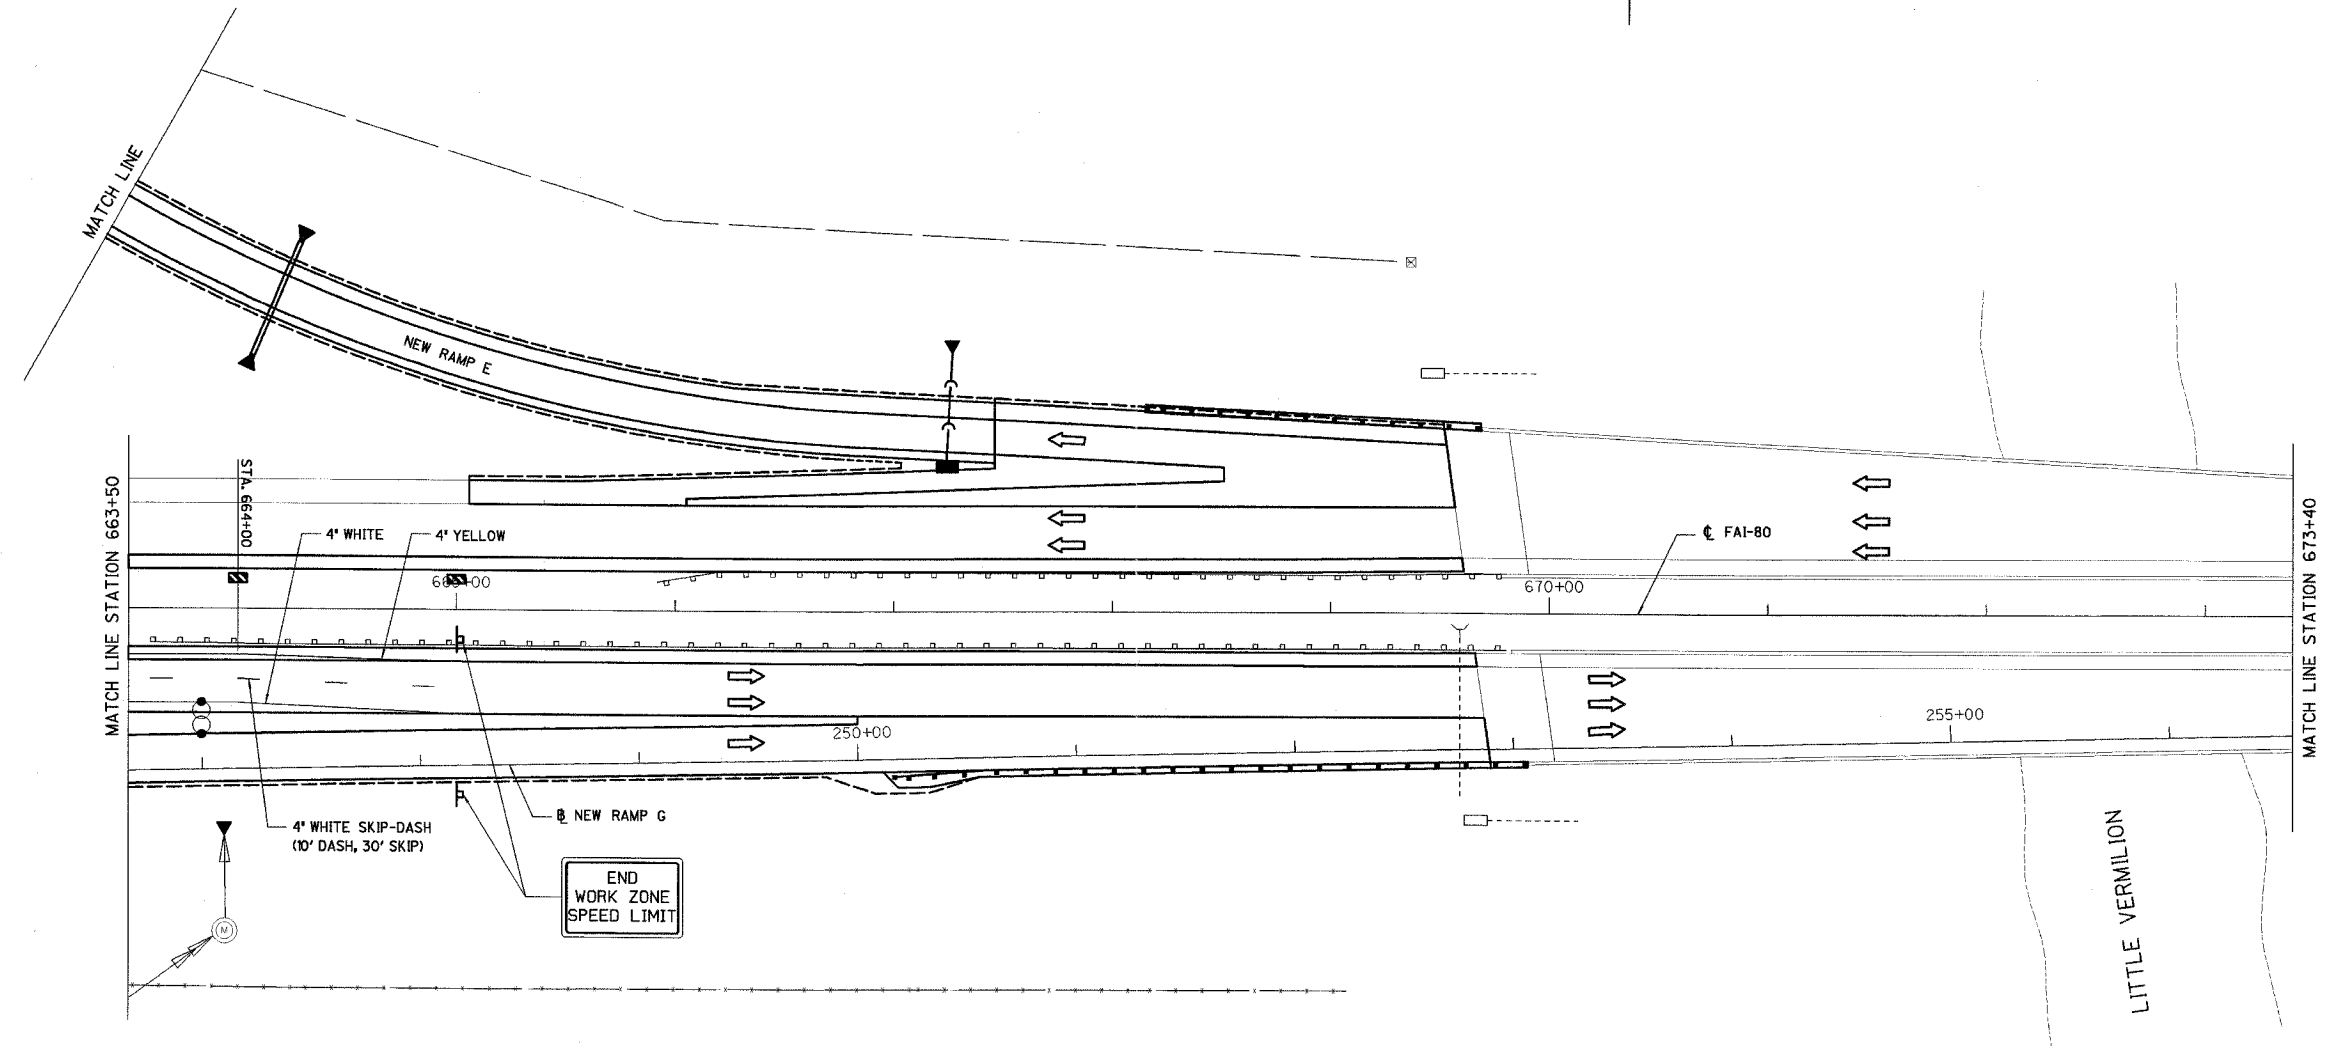 MATCH LINE
NEW RAMP E
MATCH LINE STATION 663+50
STA. 664+00
4" WHITE
4" YELLOW
℄ FAI-80
670+00
MATCH LINE STATION 673+40
250+00
255+00
NEW RAMP G
4" WHITE SKIP-DASH
(10' DASH, 30' SKIP)
END
WORK ZONE
SPEED LIMIT
M
LITTLE VERMILION